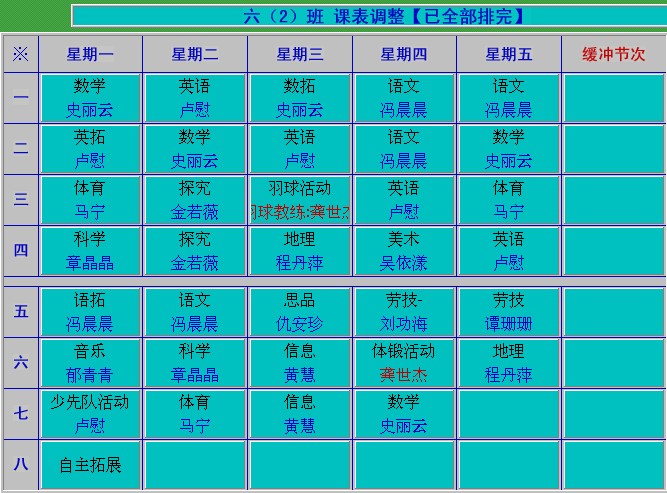 六（2）班 课表调整【已全部排完】
※ 星期一 星期二 星期三 星期四 星期五 缓冲节次
一 数学 英语 数拓 语文 语文
史丽云 卢慰 史丽云 冯晨晨 冯晨晨
二 英拓 数学 英语 语文 数学
卢慰 史丽云 卢慰 冯晨晨 史丽云
三 体育 探究 羽球活动 英语 体育
马宁 金若薇 羽球教练:龚世杰 卢慰 马宁
四 科学 探究 地理 美术 英语
章晶晶 金若薇 程丹萍 吴依漾 卢慰
五 语拓 语文 思品 劳技- 劳技
冯晨晨 冯晨晨 仇安珍 刘功海 谭珊珊
六 音乐 科学 信息 体锻活动 地理
郁青青 章晶晶 黄慧 龚世杰 程丹萍
七 少先队活动 体育 信息 数学
卢慰 马宁 黄慧 史丽云
八 自主拓展